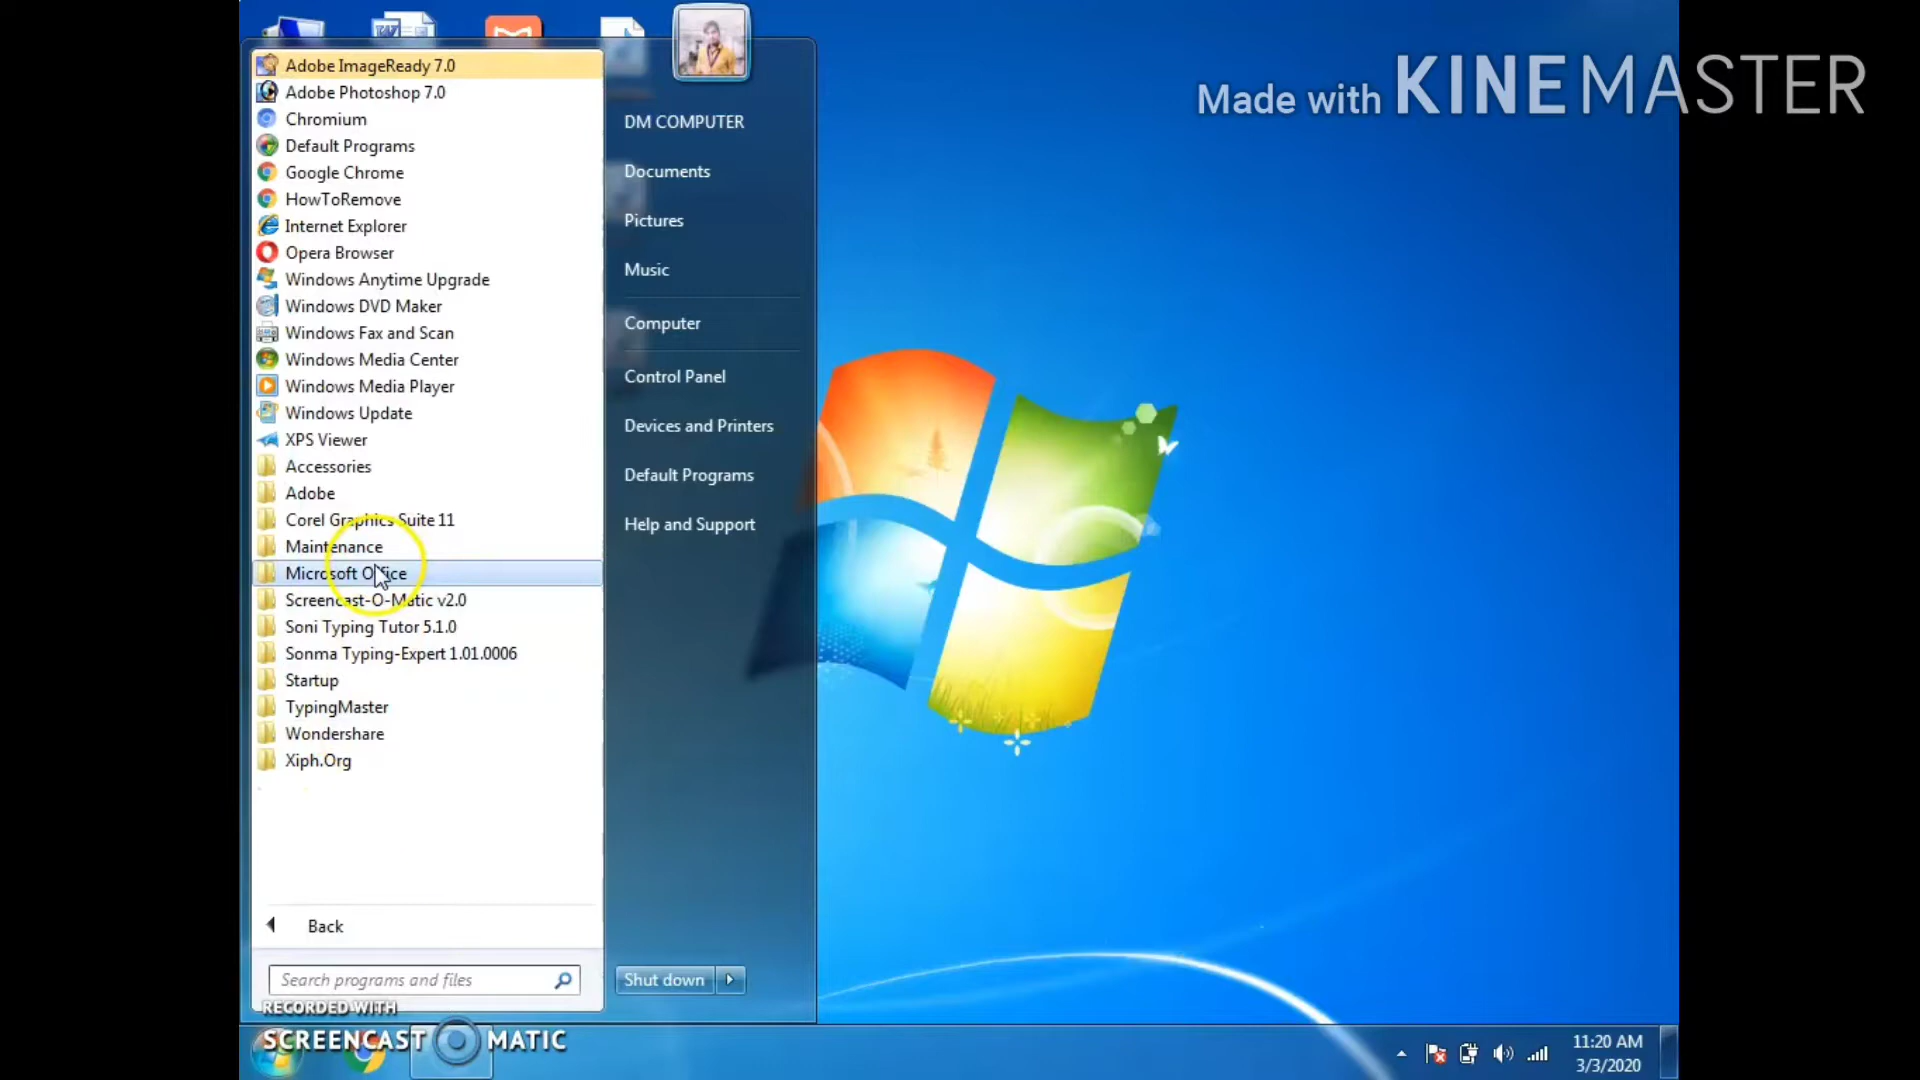 Adobe ImageReady 7.0
Adobe Photoshop 7.0
Chromium
Default Programs
Google Chrome
HowToRemove
Internet Explorer
Opera Browser
Windows Anytime Upgrade
Windows DVD Maker
Windows Fax and Scan
Windows Media Center
Windows Media Player
Windows Update
XPS Viewer
Accessories
Adobe
Corel Graphics Suite 11
Maintenance
Microsoft Office
Screencast-O-Matic v2.0
Soni Typing Tutor 5.1.0
Sonma Typing-Expert 1.01.0006
Startup
TypingMaster
Wondershare
Xiph.Org
Back
Search programs and files
DM COMPUTER
Documents
Pictures
Music
Computer
Control Panel
Devices and Printers
Default Programs
Help and Support
Shut down
Made with KINEMASTER
RECORDED WITH
SCREENCAST MATIC
11:20 AM
3/3/2020